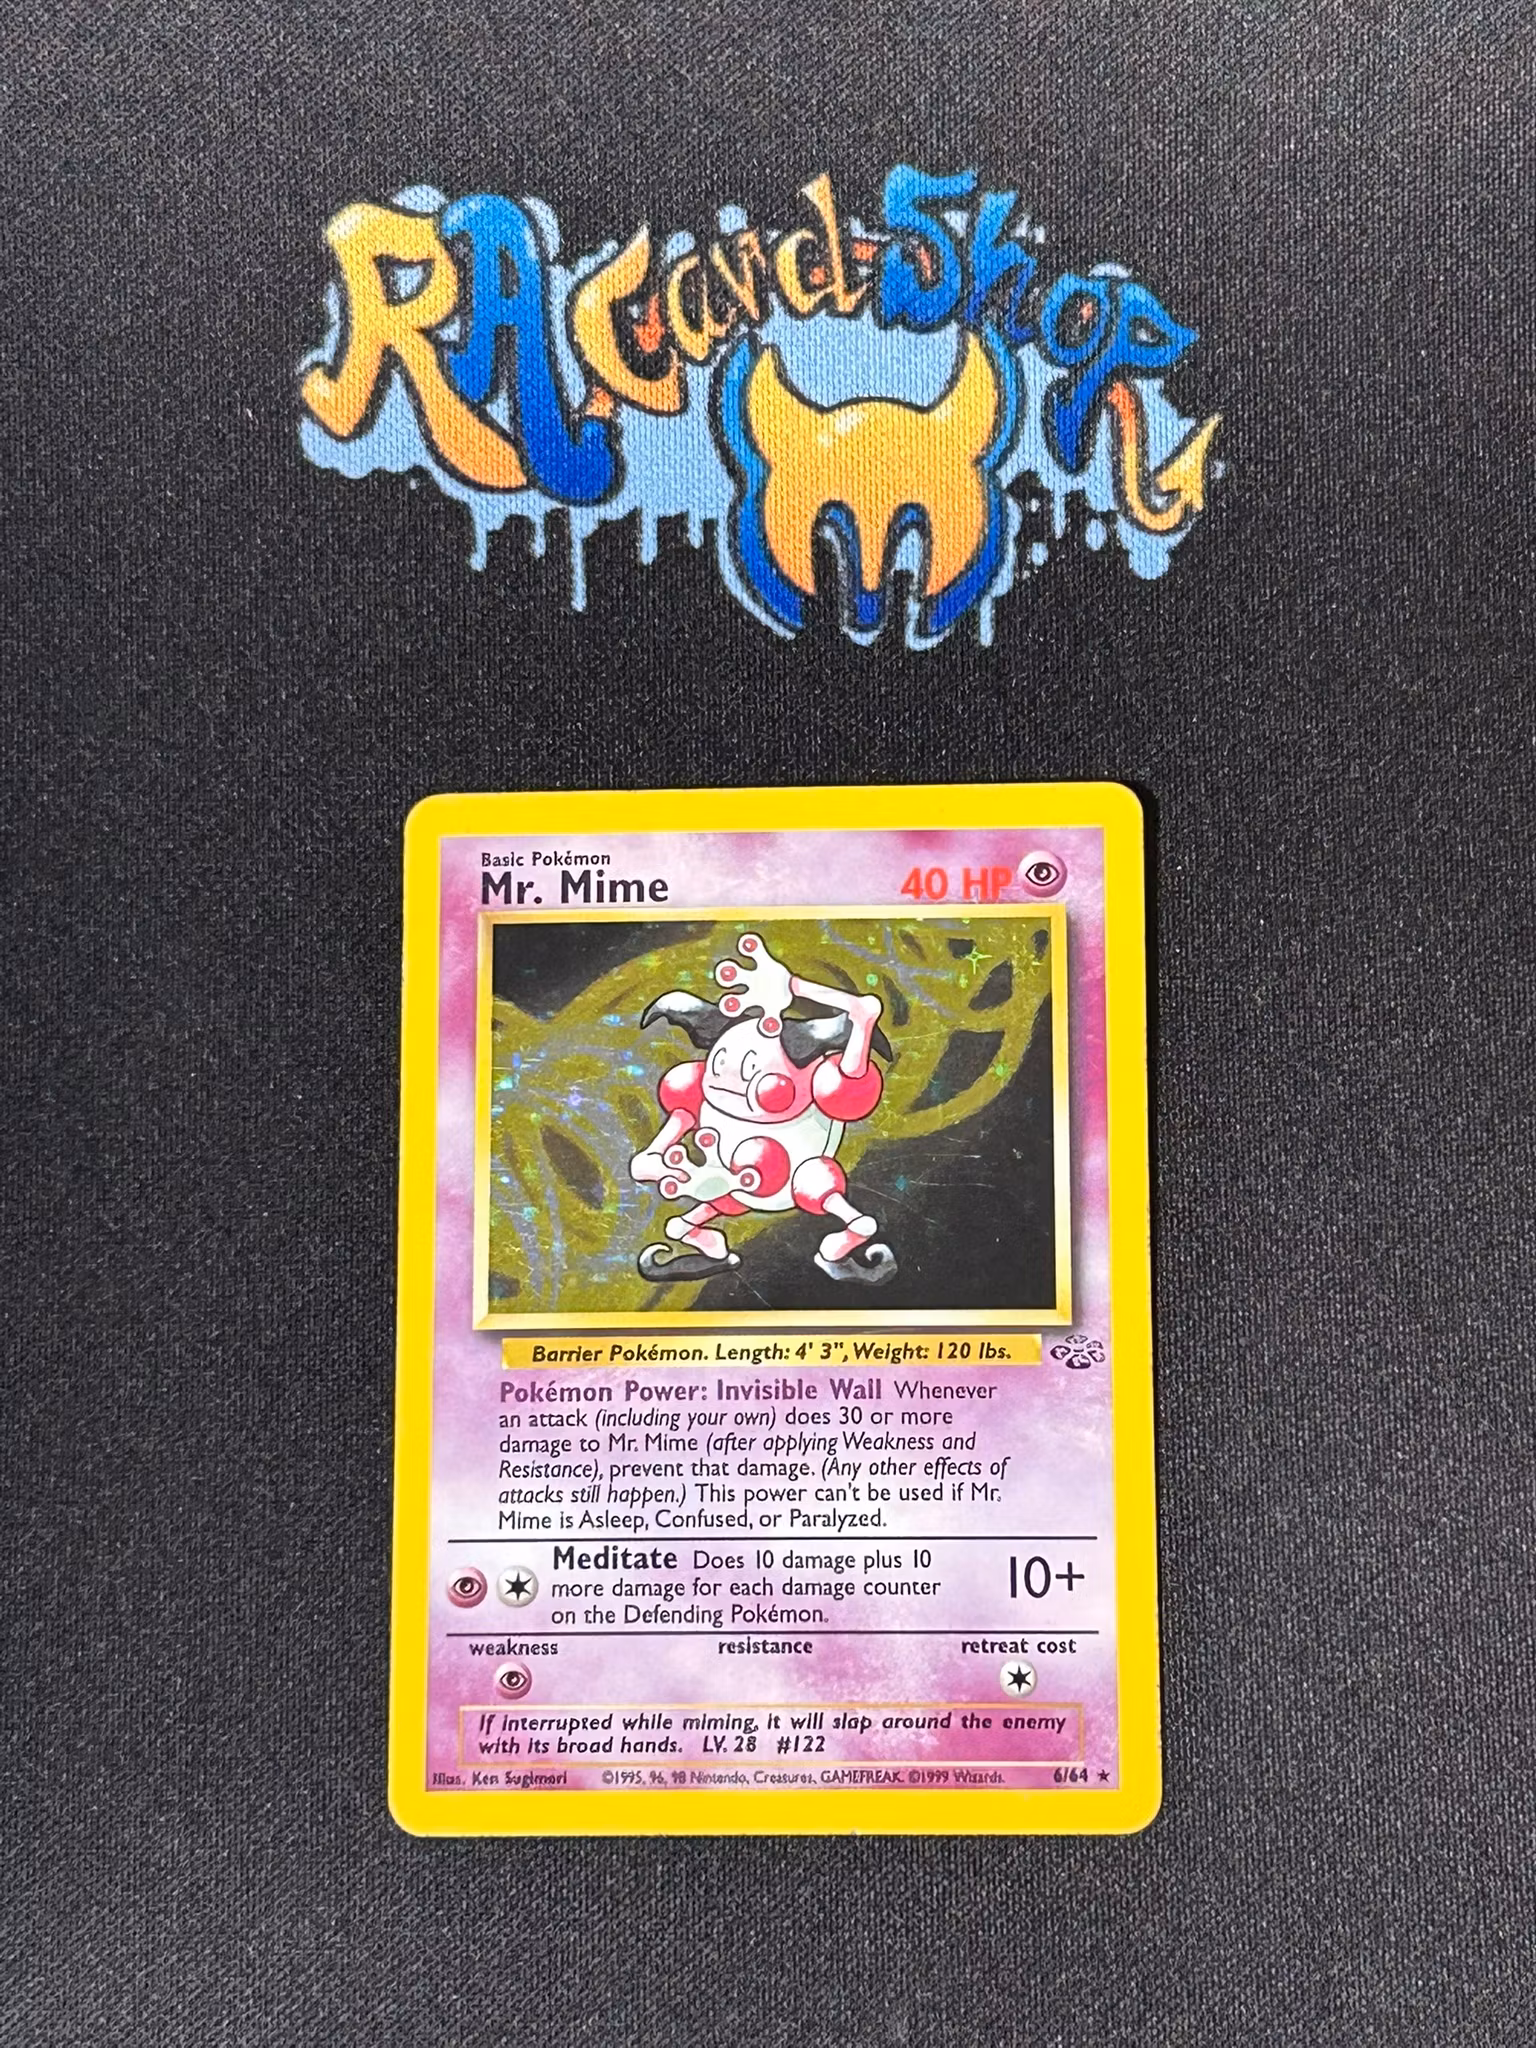 RA Card Shop
Basic Pokémon
Mr. Mime 40 HP
Barrier Pokémon. Length: 4' 3", Weight: 120 lbs.
Pokémon Power: Invisible Wall Whenever
an attack (including your own) does 30 or more
damage to Mr. Mime (after applying Weakness and
Resistance), prevent that damage. (Any other effects of
attacks still happen.) This power can't be used if Mr.
Mime is Asleep, Confused, or Paralyzed.
Meditate Does 10 damage plus 10
more damage for each damage counter
on the Defending Pokémon.
10+
weakness resistance retreat cost
If interrupted while miming, it will slap around the enemy
with its broad hands. LV. 28 #122
Illus. Ken Sugimori ©1995, 96, 98 Nintendo, Creatures, GAMEFREAK. ©1999 Wizards. 6/64 ★